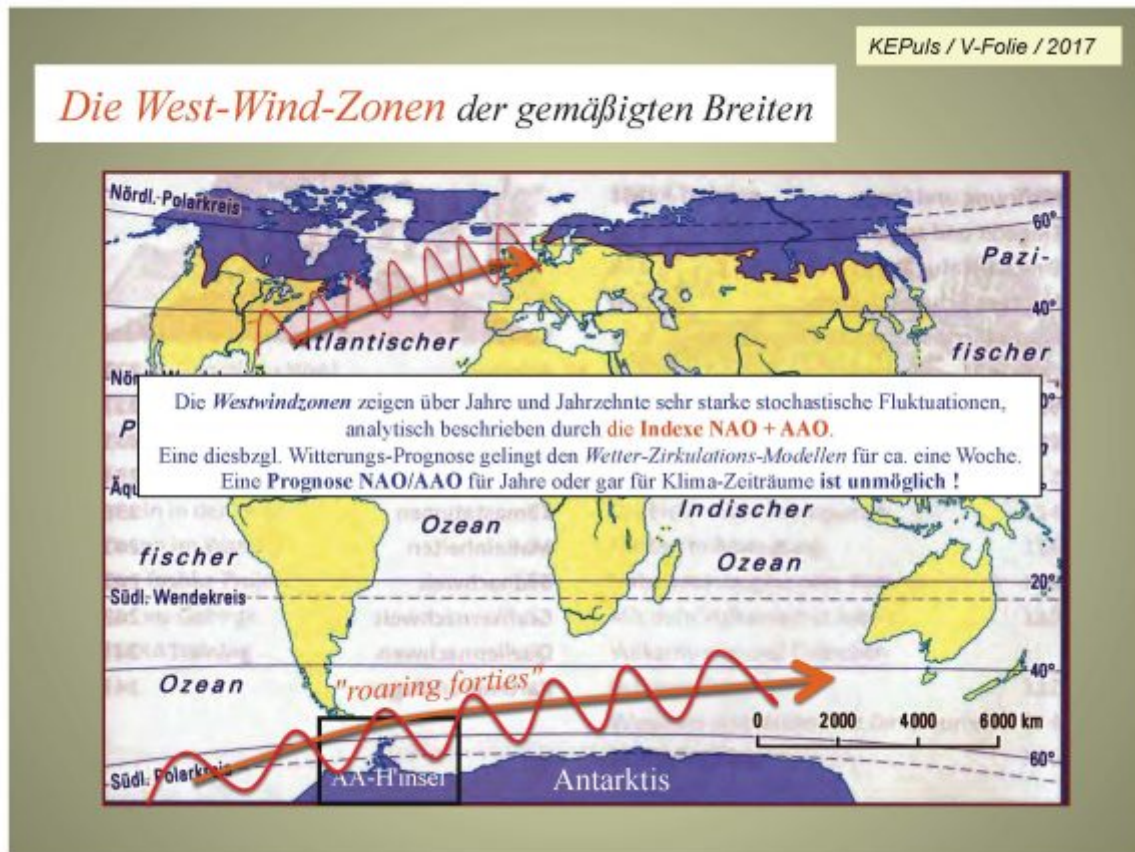 KEPuls / V-Folie / 2017
Die West-Wind-Zonen der gemäßigten Breiten
Nördl. Polarkreis
60°
Pazi-
40°
Atlantischer
fischer
Nörd
Die Westwindzonen zeigen über Jahre und Jahrzehnte sehr starke stochastische Fluktuationen,
analytisch beschrieben durch die Indexe NAO + AAO.
Eine diesbzgl. Witterungs-Prognose gelingt den Wetter-Zirkulations-Modellen für ca. eine Woche.
Eine Prognose NAO/AAO für Jahre oder gar für Klima-Zeiträume ist unmöglich !
P
Äqu
Ozean
Indischer
fischer
Ozean
20°
Südl. Wendekreis
40°
Ozean
"roaring forties"
0 2000 4000 6000 km
60°
Südl. Polarkreis
AA-H'insel
Antarktis